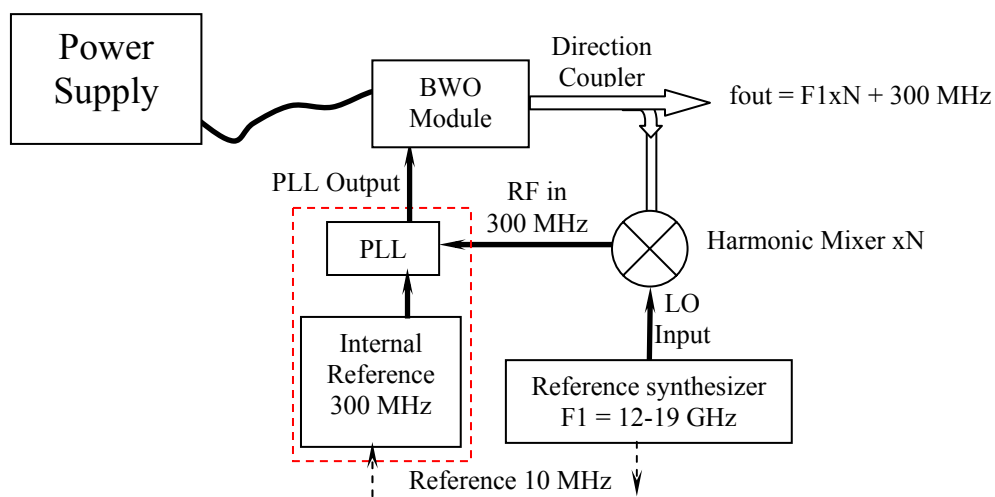 Power
Supply
BWO
Module
Direction
Coupler
fout = F1xN + 300 MHz
PLL Output
RF in
300 MHz
PLL
Harmonic Mixer xN
LO
Input
Internal
Reference
300 MHz
Reference synthesizer
F1 = 12-19 GHz
Reference 10 MHz